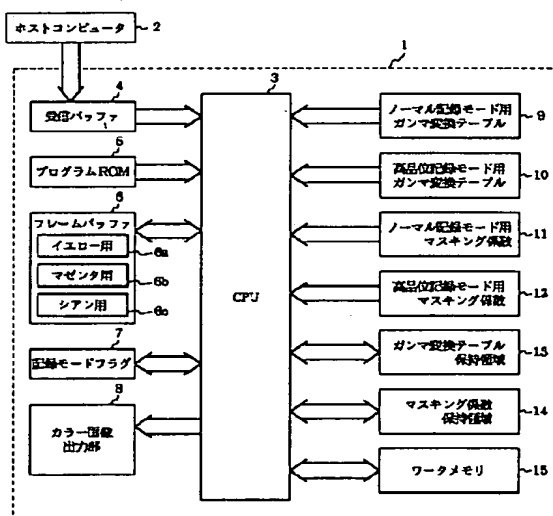 ホストコンピュータ
2
1
3
4
受信バッファ
5
プログラムROM
6
フレームバッファ
イエロー用
6a
マゼンタ用
6b
シアン用
6c
7
記録モードフラグ
8
カラー画像
出力部
CPU
ノーマル記録モード用
ガンマ変換テーブル
9
高品位記録モード用
ガンマ変換テーブル
10
ノーマル記録モード用
マスキング係数
11
高品位記録モード用
マスキング係数
12
ガンマ変換テーブル
保持領域
13
マスキング係数
保持領域
14
ワークメモリ
15